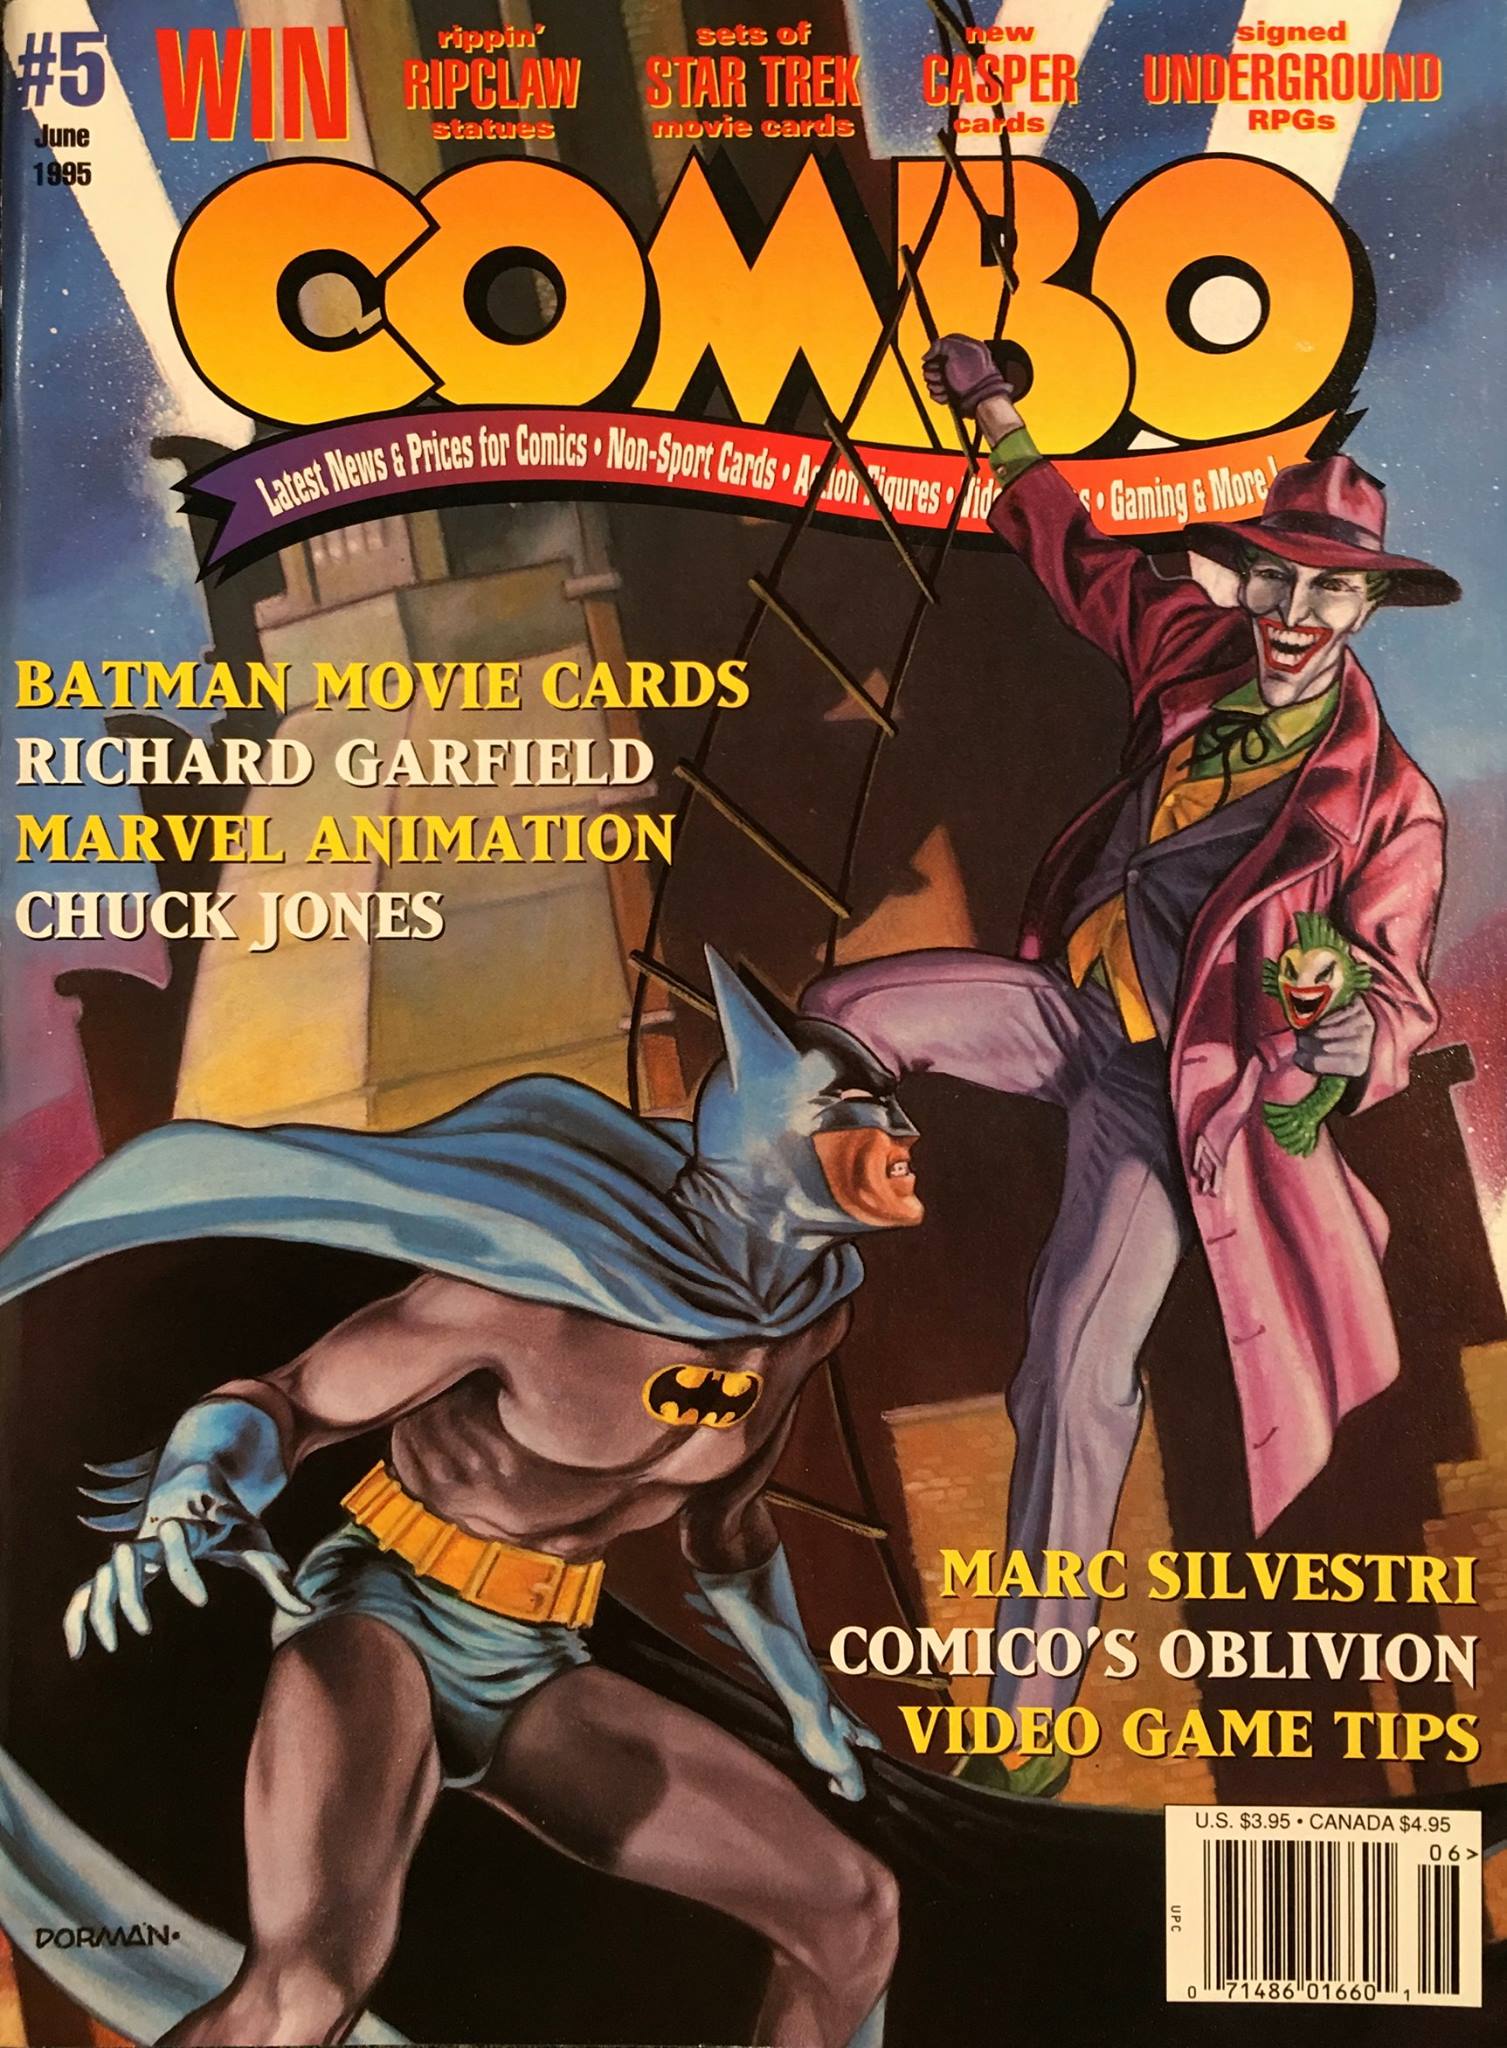 #5
June
1995
WIN
rippin'
RIPCLAW
statues
sets of
STAR TREK
movie cards
new
CASPER
cards
signed
UNDERGROUND
RPGs
COMBO
Latest News & Prices for Comics • Non-Sport Cards • Action Figures • • Gaming & More!
BATMAN MOVIE CARDS
RICHARD GARFIELD
MARVEL ANIMATION
CHUCK JONES
MARC SILVESTRI
COMICO'S OBLIVION
VIDEO GAME TIPS
U.S. $3.95 • CANADA $4.95
06>
UPC
0 71486 01660 1
DORMAN.